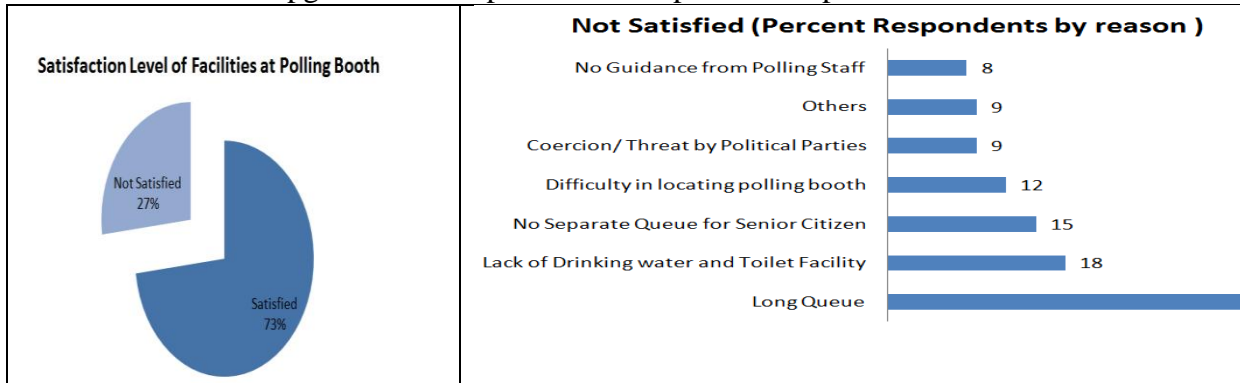 Satisfaction Level of Facilities at Polling Booth
Not Satisfied
27%
Satisfied
73%
Not Satisfied (Percent Respondents by reason )
No Guidance from Polling Staff 8
Others 9
Coercion/ Threat by Political Parties 9
Difficulty in locating polling booth 12
No Separate Queue for Senior Citizen 15
Lack of Drinking water and Toilet Facility 18
Long Queue